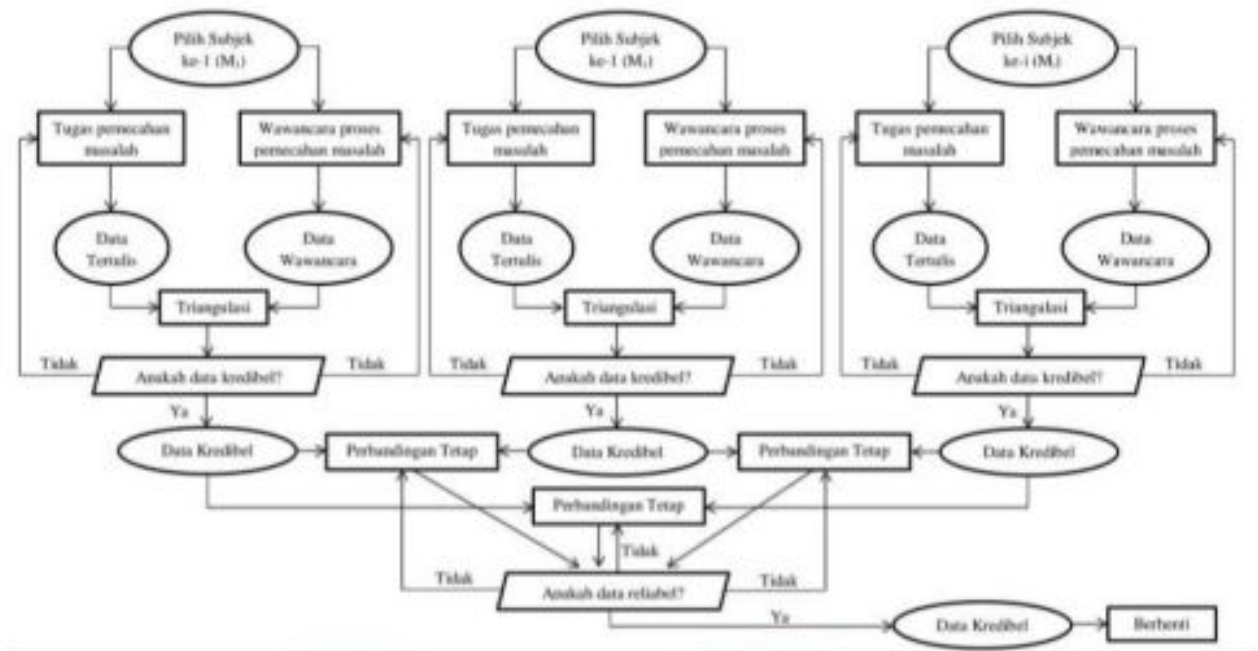 Pilih Subjek
ke-1 (M₁)
Pilih Subjek
ke-1 (M₁)
Pilih Subjek
ke-i (Mᵢ)
Tugas pemecahan
masalah
Wawancara proses
pemecahan masalah
Tugas pemecahan
masalah
Wawancara proses
pemecahan masalah
Tugas pemecahan
masalah
Wawancara proses
pemecahan masalah
Data
Tertulis
Data
Wawancara
Data
Tertulis
Data
Wawancara
Data
Tertulis
Data
Wawancara
Triangulasi
Triangulasi
Triangulasi
Tidak
Apakah data kredibel?
Tidak
Tidak
Apakah data kredibel?
Tidak
Tidak
Apakah data kredibel?
Tidak
Ya
Ya
Ya
Data Kredibel
Perbandingan Tetap
Data Kredibel
Perbandingan Tetap
Data Kredibel
Perbandingan Tetap
Tidak
Tidak
Apakah data reliabel?
Tidak
Ya
Data Kredibel
Berhenti